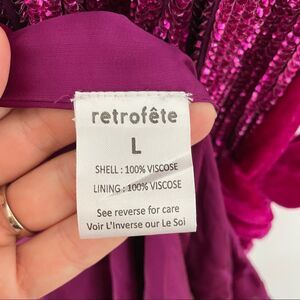 retrofête
L
SHELL : 100% VISCOSE
LINING : 100% VISCOSE
See reverse for care
Voir L'Inverse our Le Soi